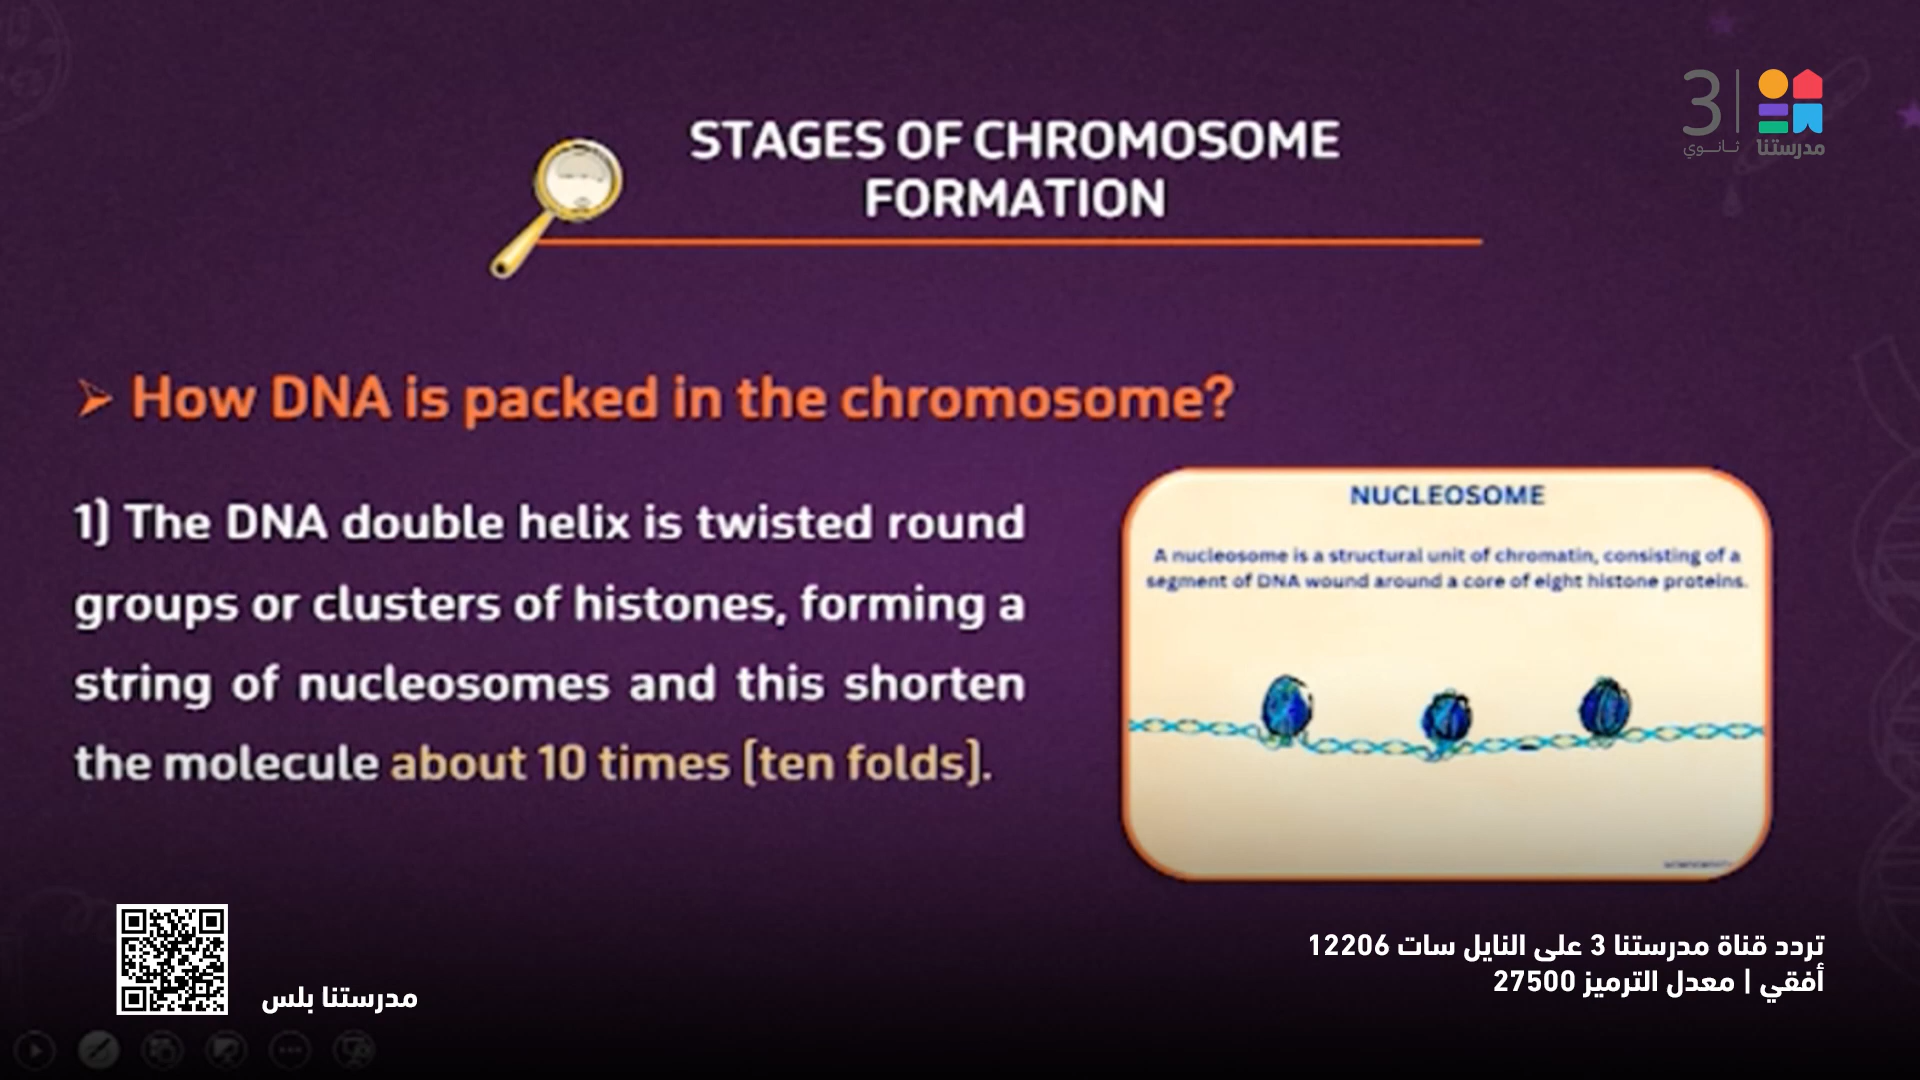 3
ثانوي
مدرستنا
STAGES OF CHROMOSOME
FORMATION
➢ How DNA is packed in the chromosome?
1) The DNA double helix is twisted round
groups or clusters of histones, forming a
string of nucleosomes and this shorten
the molecule about 10 times (ten folds).
NUCLEOSOME
A nucleosome is a structural unit of chromatin, consisting of a
segment of DNA wound around a core of eight histone proteins.
تردد قناة مدرستنا 3 على النايل سات 12206
أفقي | معدل الترميز 27500
مدرستنا بلس